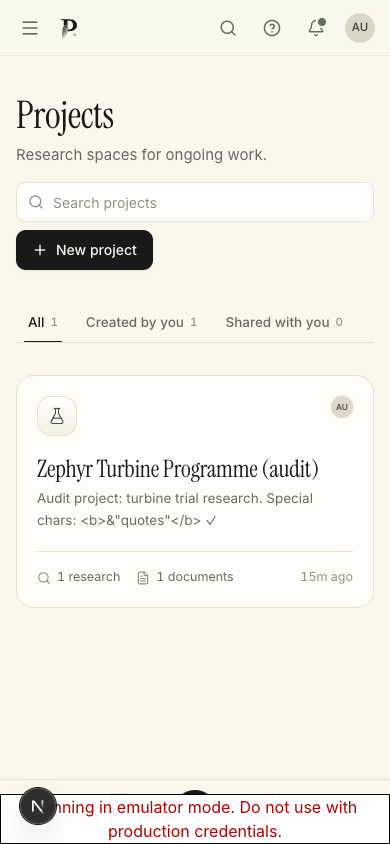 P
AU
Projects
Research spaces for ongoing work.
Search projects
New project
All 1 Created by you 1 Shared with you 0
AU
Zephyr Turbine Programme (audit)
Audit project: turbine trial research. Special
chars: <b>&"quotes"</b> ✓
1 research 1 documents 15m ago
N
in emulator mode. Do not use with
production credentials.